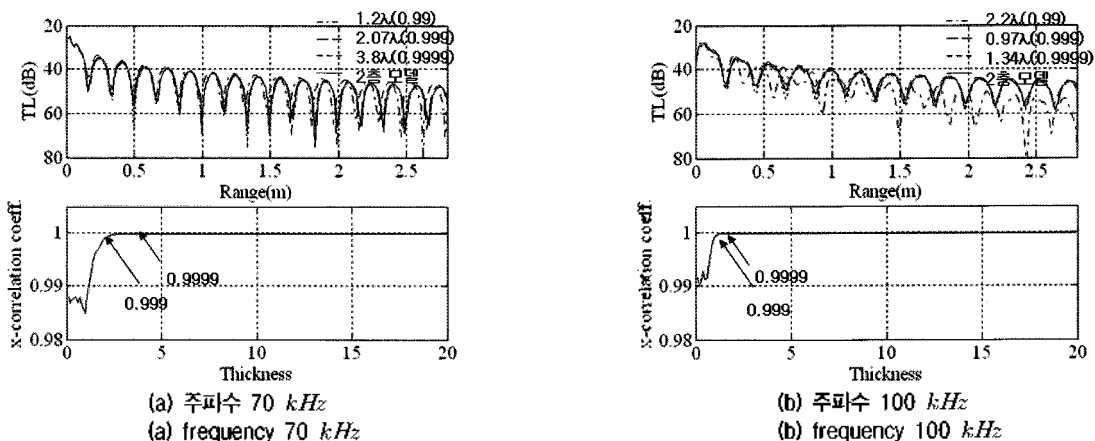 1.2λ(0.99)
2.07λ(0.999)
3.8λ(0.9999)
2층 모델
20
40
60
80
TL(dB)
0
0.5
1
1.5
2
2.5
Range(m)
1
0.99
0.98
x-correlation coeff.
0.9999
0.999
0
5
10
15
20
Thickness
(a) 주파수 70 kHz
(a) frequency 70 kHz
2.2λ(0.99)
0.97λ(0.999)
1.34λ(0.9999)
2층 모델
20
40
60
80
TL(dB)
0
0.5
1
1.5
2
2.5
Range(m)
1
0.99
0.98
x-correlation coeff.
0.9999
0.999
0
5
10
15
20
Thickness
(b) 주파수 100 kHz
(b) frequency 100 kHz